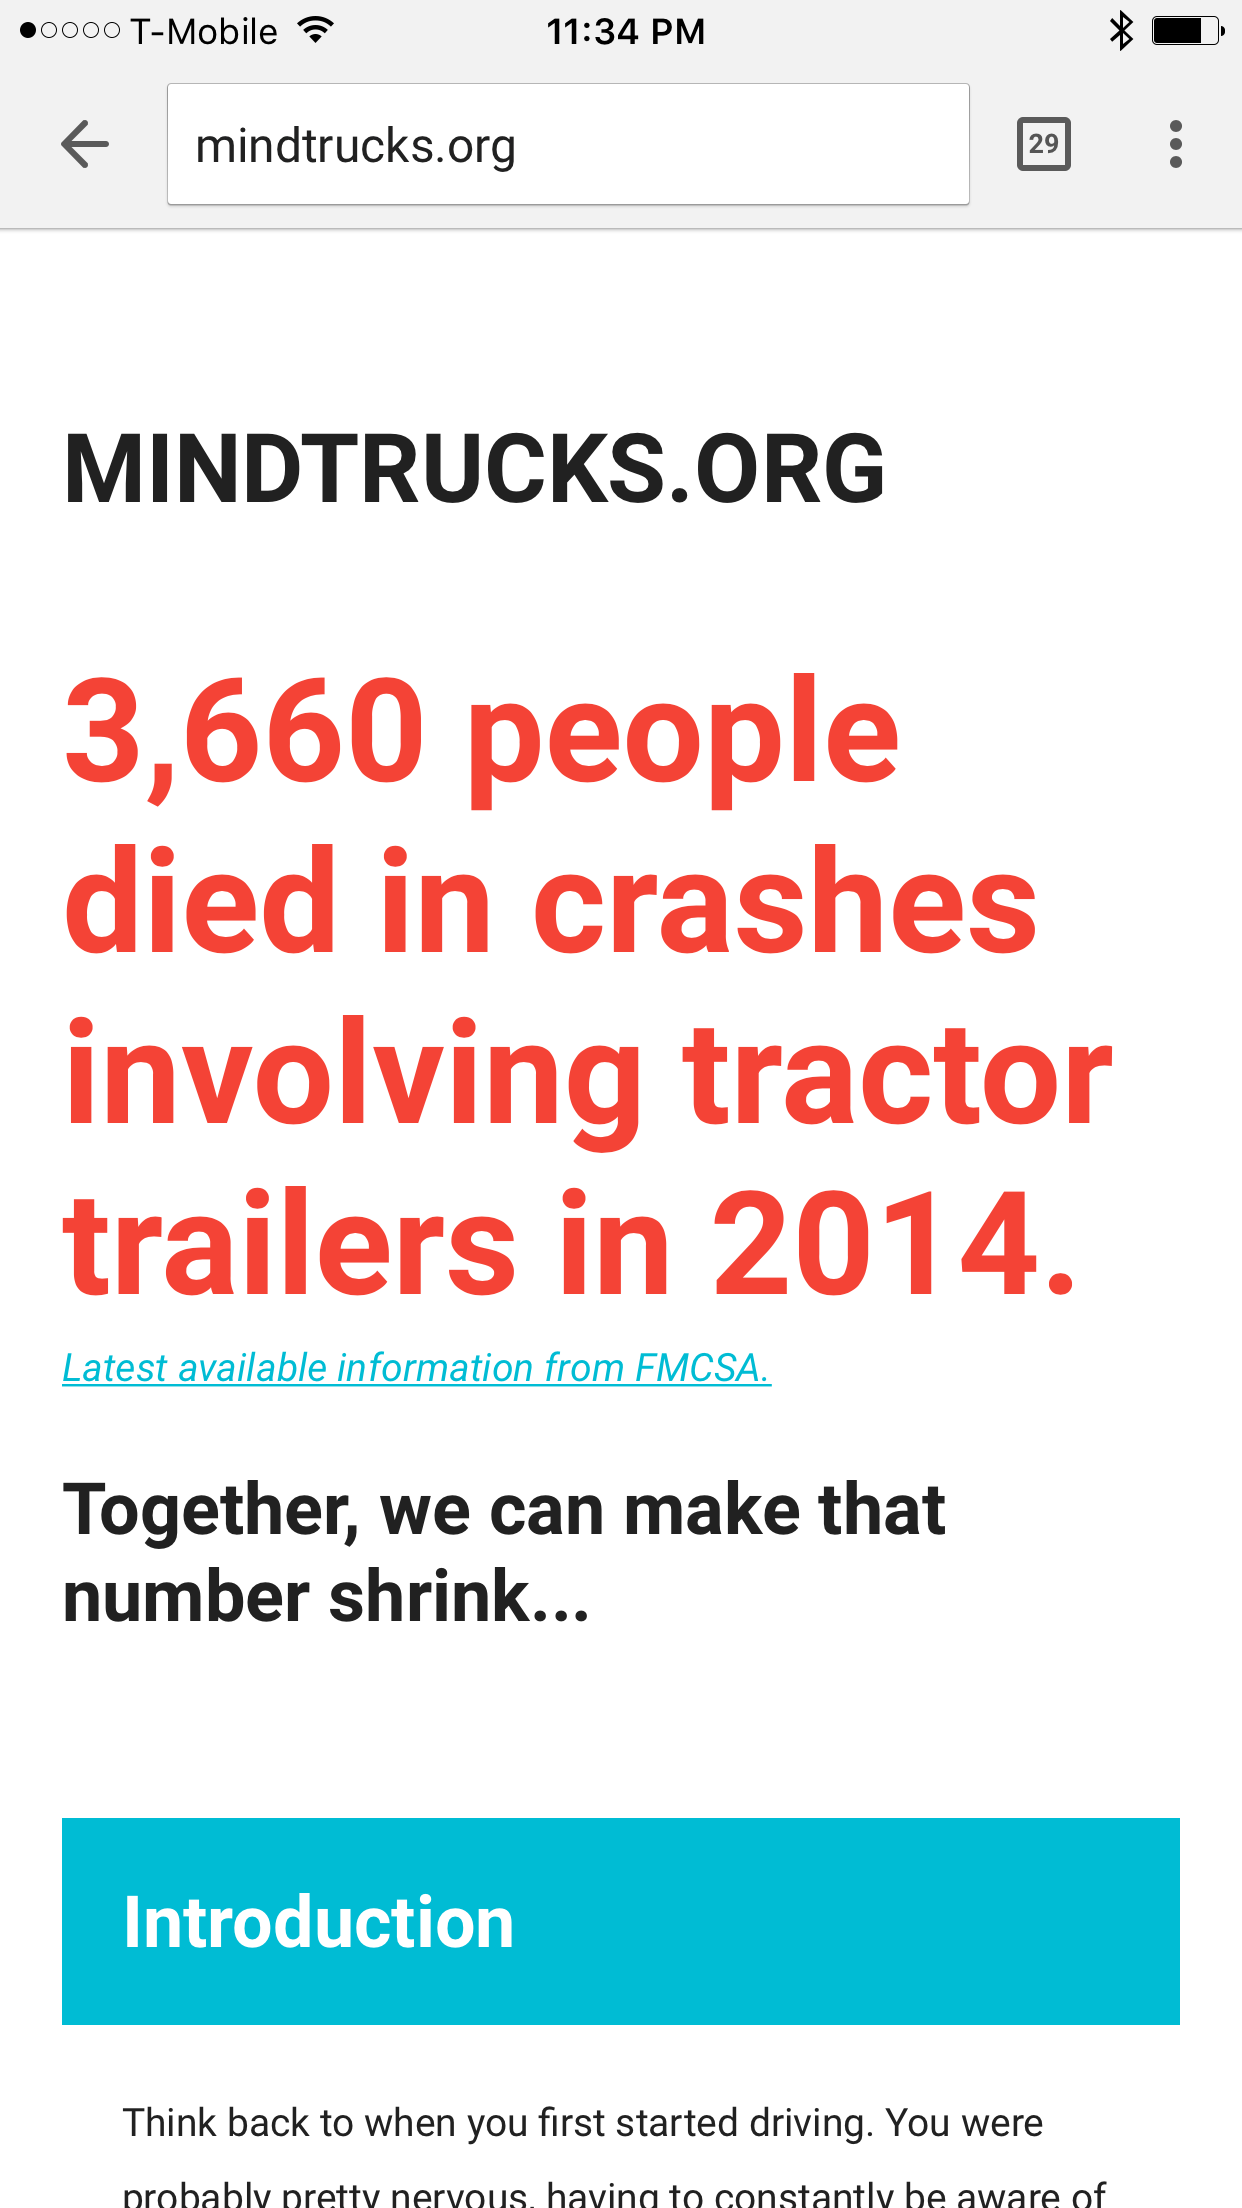 T-Mobile 11:34 PM
mindtrucks.org 29
MINDTRUCKS.ORG
3,660 people
died in crashes
involving tractor
trailers in 2014.
Latest available information from FMCSA.
Together, we can make that
number shrink...
Introduction
Think back to when you first started driving. You were
probably pretty nervous, having to constantly be aware of